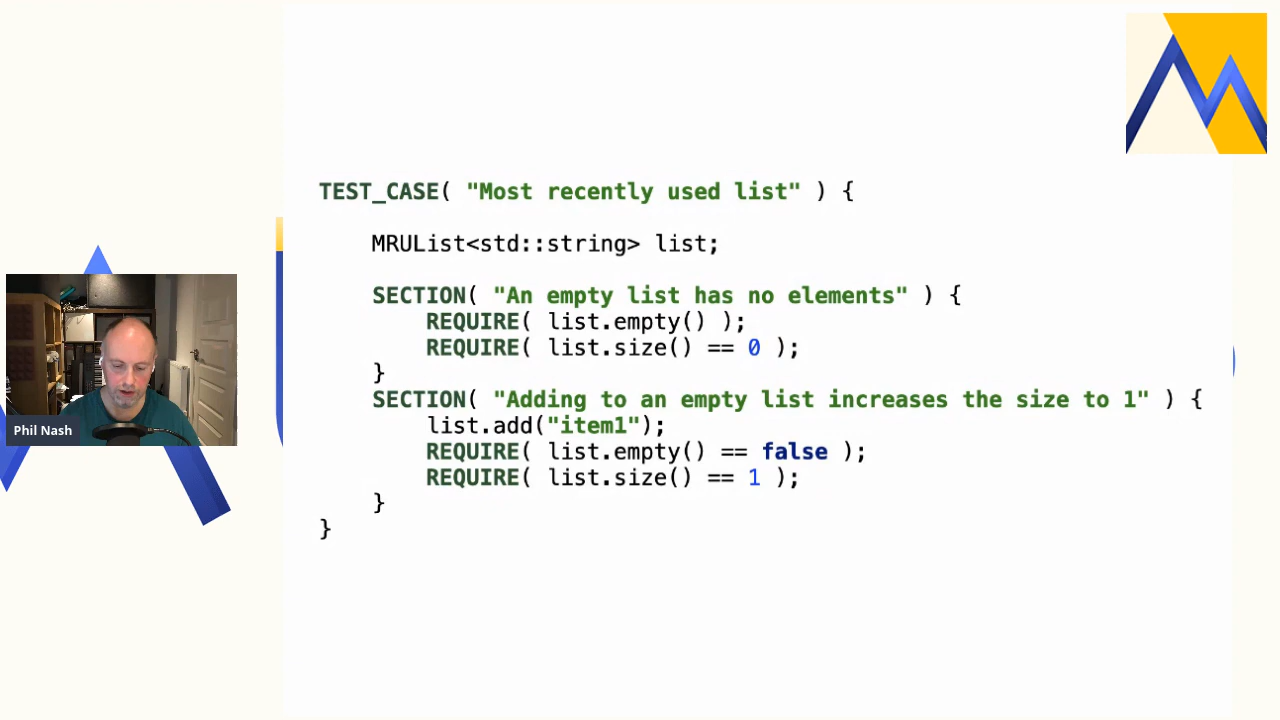 TEST_CASE( "Most recently used list" ) {
MRUList<std::string> list;
SECTION( "An empty list has no elements" ) {
REQUIRE( list.empty() );
REQUIRE( list.size() == 0 );
}
SECTION( "Adding to an empty list increases the size to 1" ) {
list.add("item1");
REQUIRE( list.empty() == false );
REQUIRE( list.size() == 1 );
}
}
Phil Nash